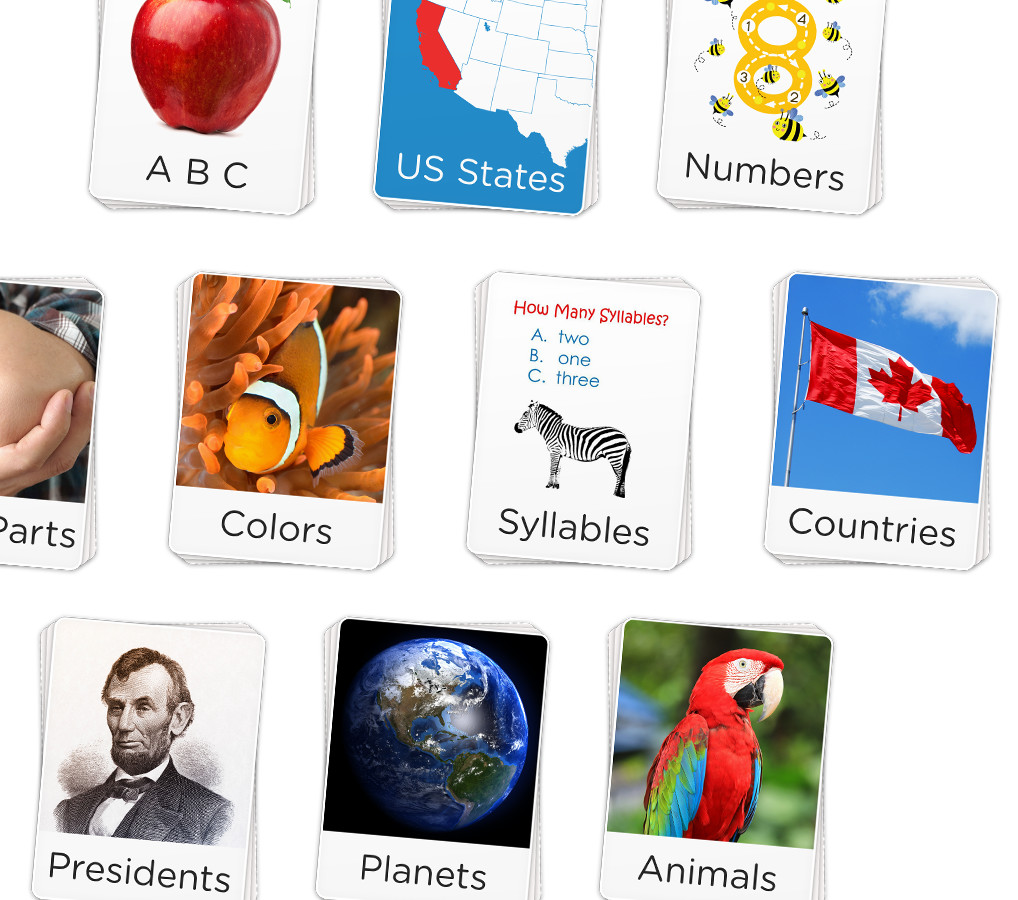 1
4
3
2
A B C
US States
Numbers
How Many Syllables?
A. two
B. one
C. three
Parts
Colors
Syllables
Countries
Presidents
Planets
Animals